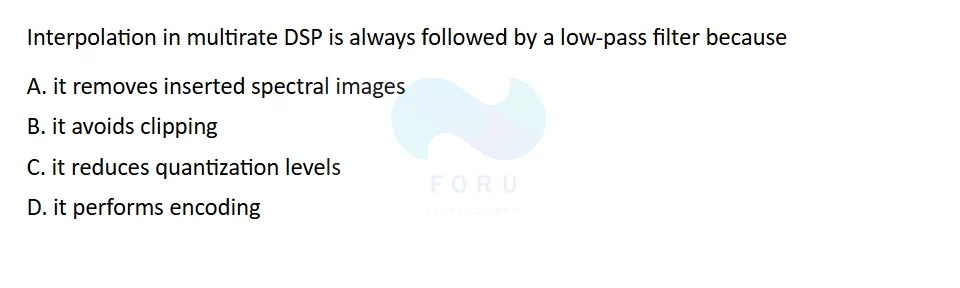 Interpolation in multirate DSP is always followed by a low-pass filter because
A. it removes inserted spectral images
B. it avoids clipping
C. it reduces quantization levels
D. it performs encoding
FORU